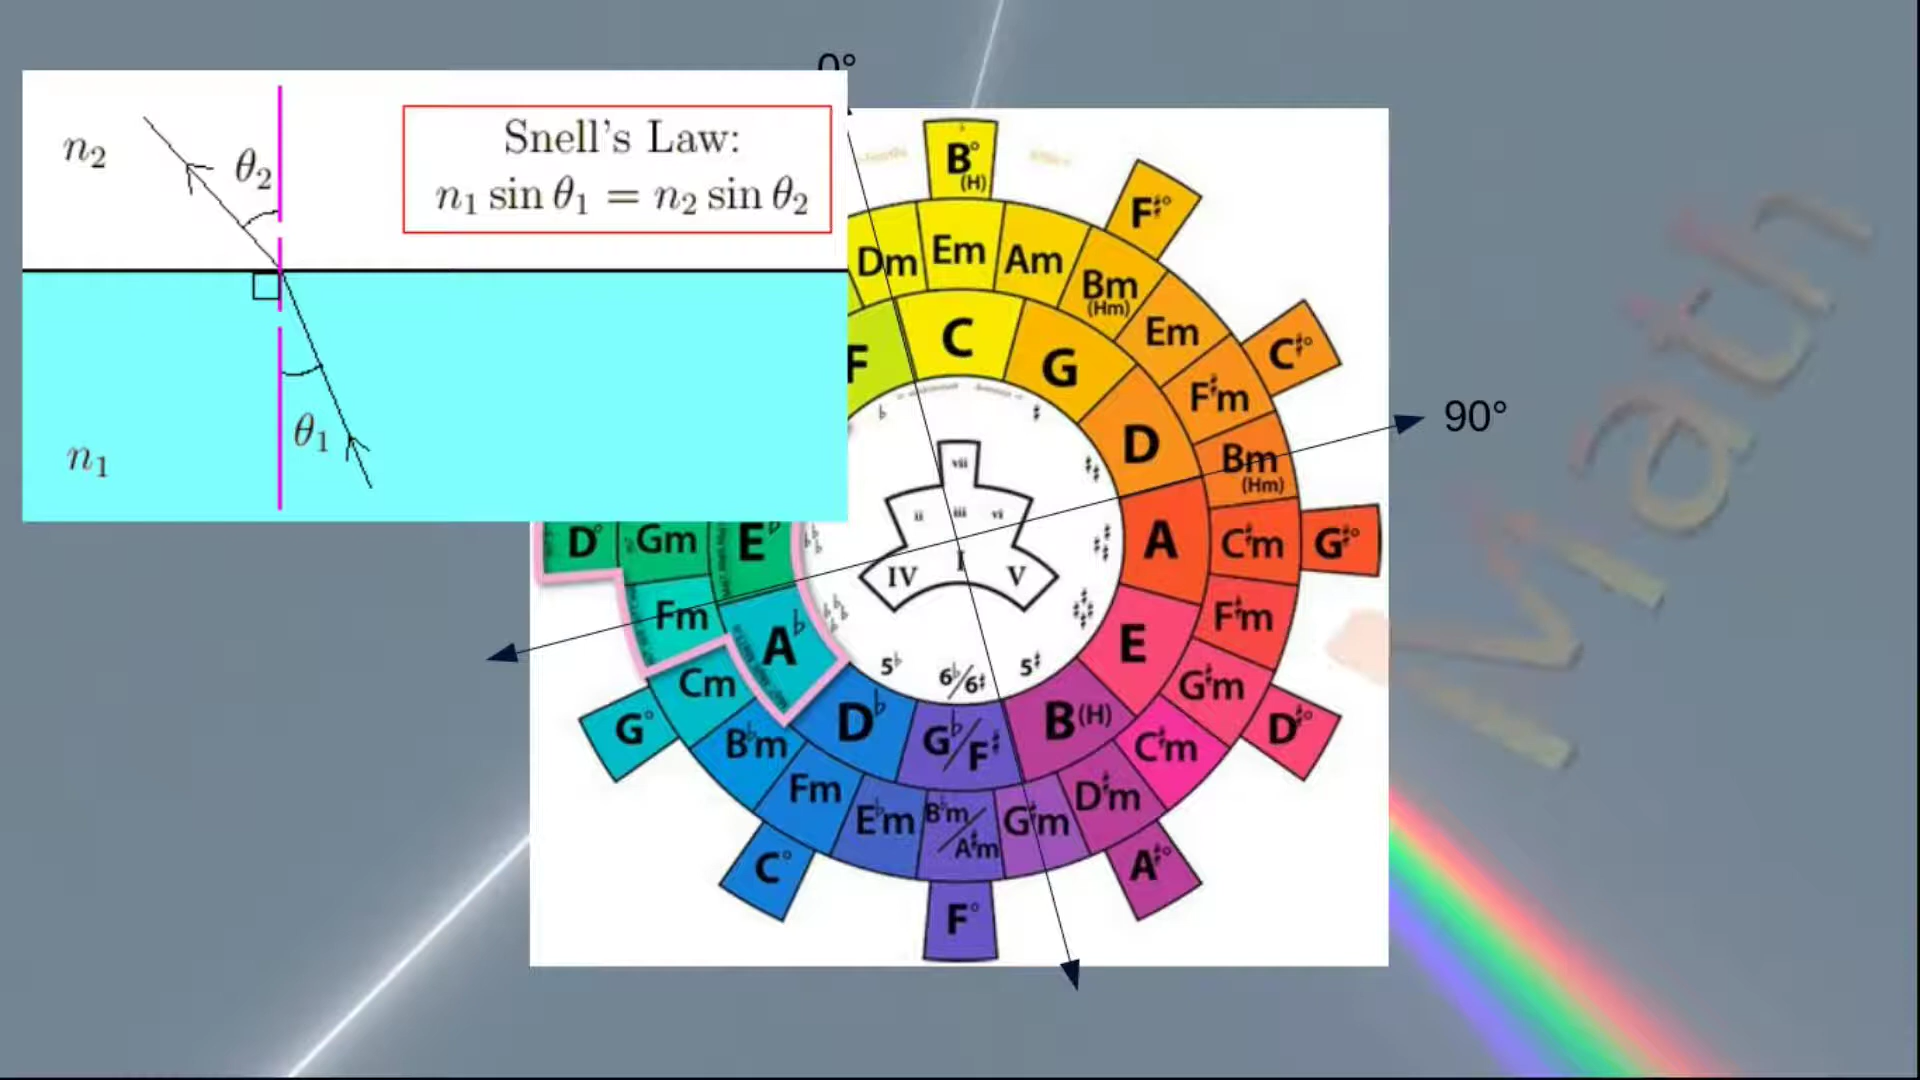 0°
n₂
θ₂
Snell's Law:
n₁ sin θ₁ = n₂ sin θ₂
θ₁
n₁
B°
(H)
F♯°
Dm
Em
Am
Bm
(Hm)
Em
C♯°
F
C
G
F♯m
♭
♯
D
90°
Bm
(Hm)
vii
ii
iii
vi
IV
I
V
D°
Gm
E♭
A
C♯m
G♯°
Fm
A♭
E
F♯m
5♭
6♭/6♯
5♯
Cm
G♯m
G°
B♭m
D♭
G♭/F♯
B(H)
C♯m
D♯°
Fm
E♭m
B♭m/A♯m
G♯m
D♯m
C°
F°
A♯°
Math